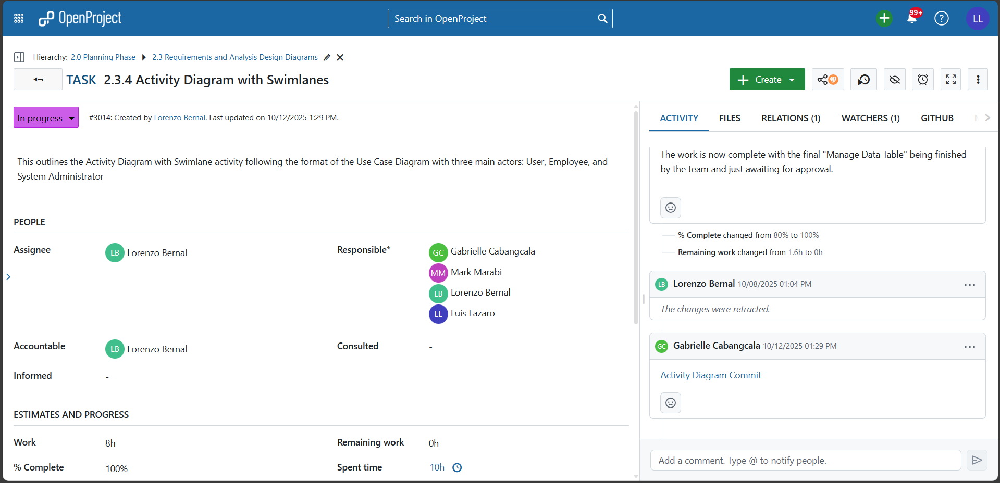 OpenProject
Search in OpenProject
99+
LL
Hierarchy: 2.0 Planning Phase 2.3 Requirements and Analysis Design Diagrams
TASK 2.3.4 Activity Diagram with Swimlanes
Create
In progress
#3014: Created by Lorenzo Bernal. Last updated on 10/12/2025 1:29 PM.
This outlines the Activity Diagram with Swimlane activity following the format of the Use Case Diagram with three main actors: User, Employee, and
System Administrator
PEOPLE
Assignee
LB Lorenzo Bernal
Responsible*
GC Gabrielle Cabangcala
MM Mark Marabi
LB Lorenzo Bernal
LL Luis Lazaro
Accountable
LB Lorenzo Bernal
Consulted
-
Informed
-
ESTIMATES AND PROGRESS
Work
8h
Remaining work
0h
% Complete
100%
Spent time
10h
ACTIVITY
FILES
RELATIONS (1)
WATCHERS (1)
GITHUB
The work is now complete with the final "Manage Data Table" being finished
by the team and just awaiting for approval.
% Complete changed from 80% to 100%
Remaining work changed from 1.6h to 0h
LB Lorenzo Bernal 10/08/2025 01:04 PM
The changes were retracted.
GC Gabrielle Cabangcala 10/12/2025 01:29 PM
Activity Diagram Commit
Add a comment. Type @ to notify people.